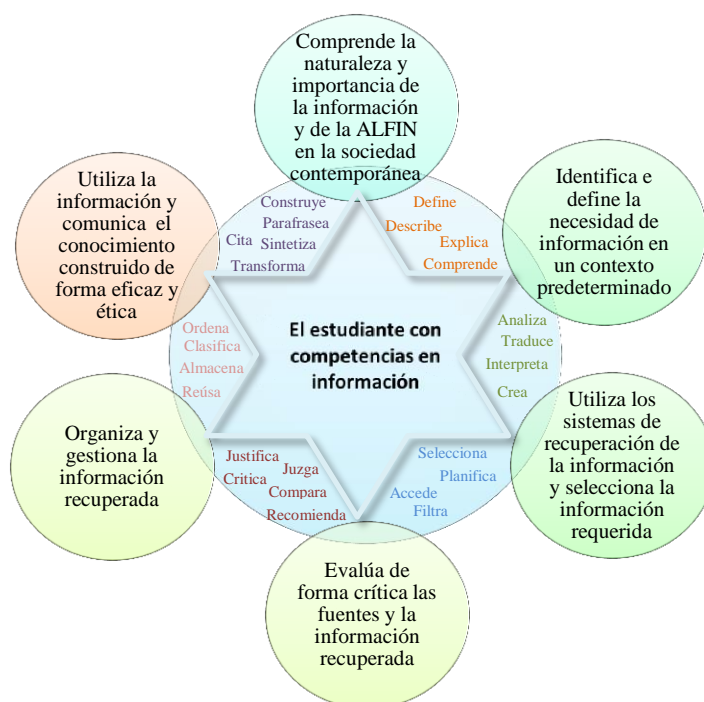 Comprende la
naturaleza y
importancia de
la información
y de la ALFIN
en la sociedad
contemporánea
Identifica e
define la
necesidad de
información en
un contexto
predeterminado
Utiliza los
sistemas de
recuperación de
la información
y selecciona la
información
requerida
Evalúa de
forma crítica las
fuentes y la
información
recuperada
Organiza y
gestiona la
información
recuperada
Utiliza la
información y
comunica el
conocimiento
construido de
forma eficaz y
ética
Define
Describe
Explica
Comprende
Analiza
Traduce
Interpreta
Crea
Selecciona
Planifica
Accede
Filtra
Justifica
Juzga
Critica
Compara
Recomienda
Ordena
Clasifica
Almacena
Reúsa
Construye
Parafrasea
Cita
Sintetiza
Transforma
El estudiante con
competencias en
información